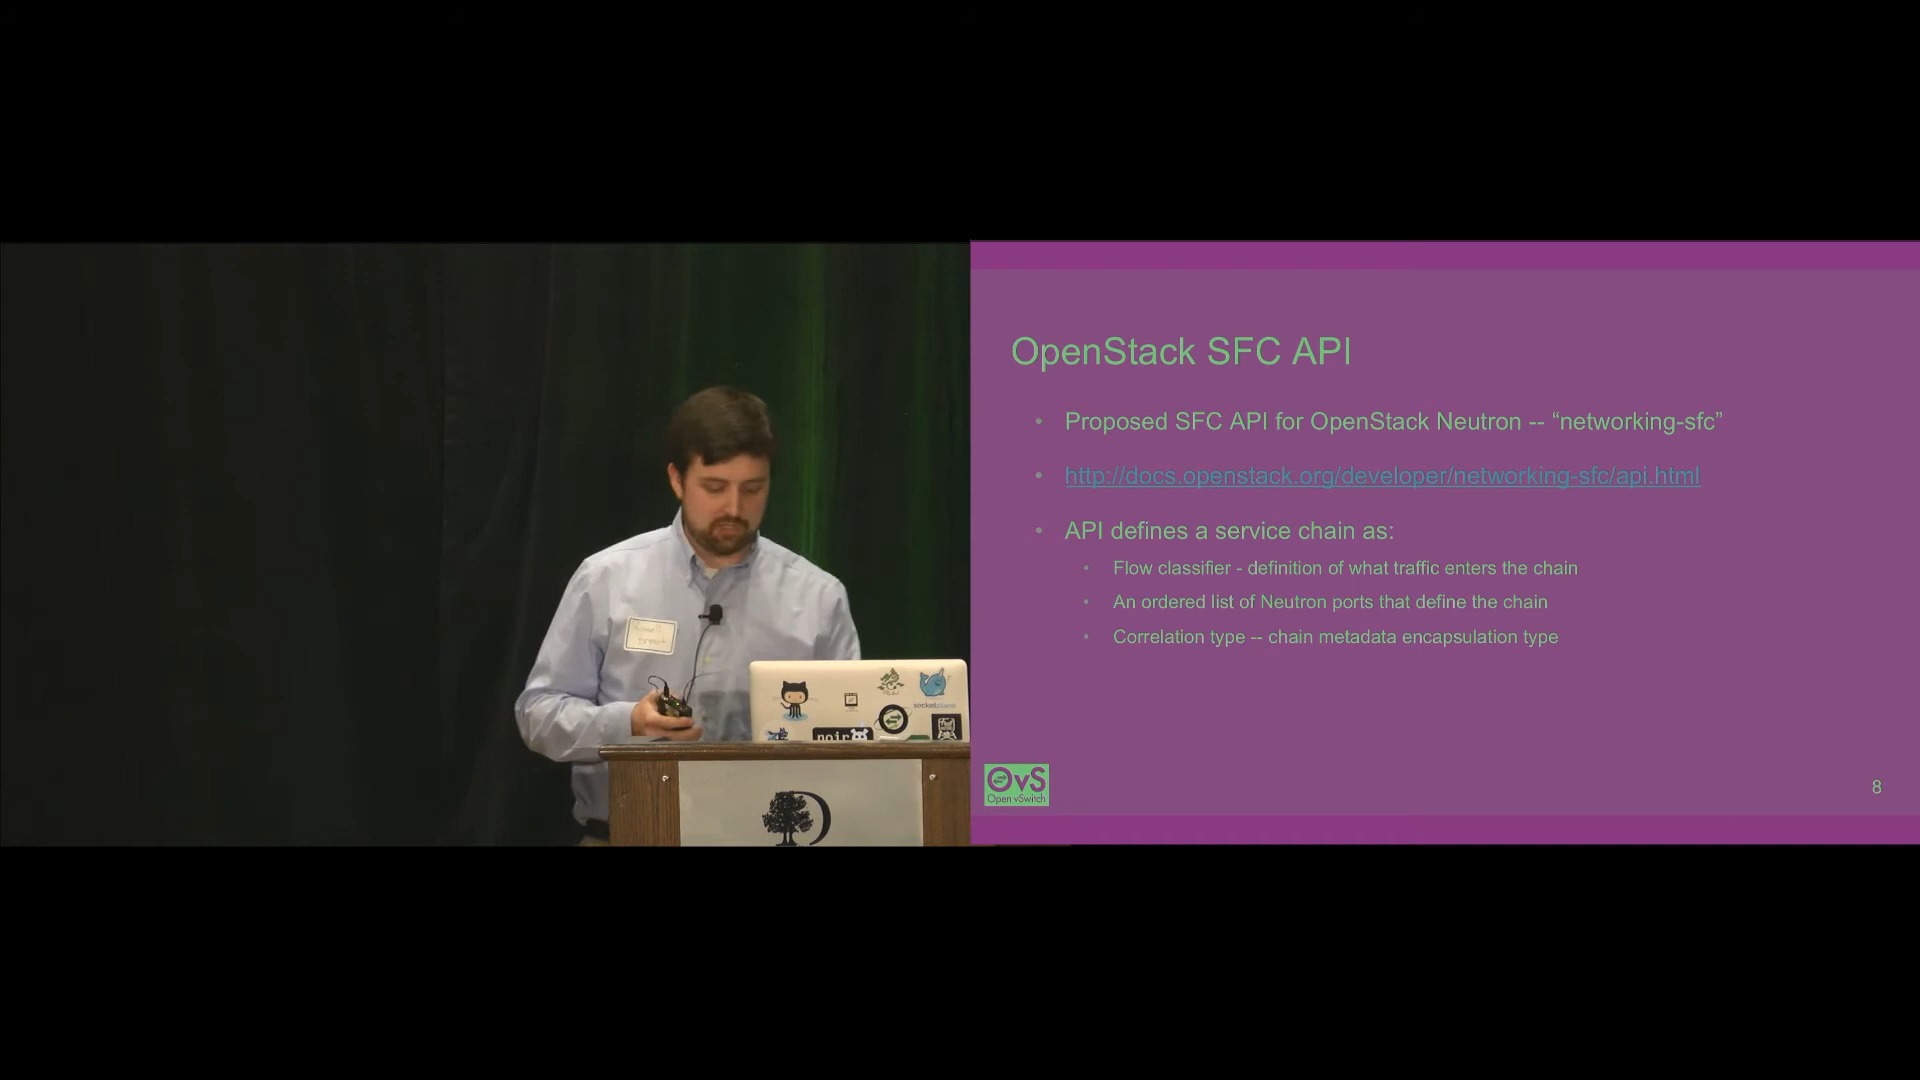 OpenStack SFC API
• Proposed SFC API for OpenStack Neutron -- “networking-sfc”
• http://docs.openstack.org/developer/networking-sfc/api.html
• API defines a service chain as:
• Flow classifier - definition of what traffic enters the chain
• An ordered list of Neutron ports that define the chain
• Correlation type -- chain metadata encapsulation type
OvS
Open vSwitch
8
Russell
Bryant
socketplane
noir
D